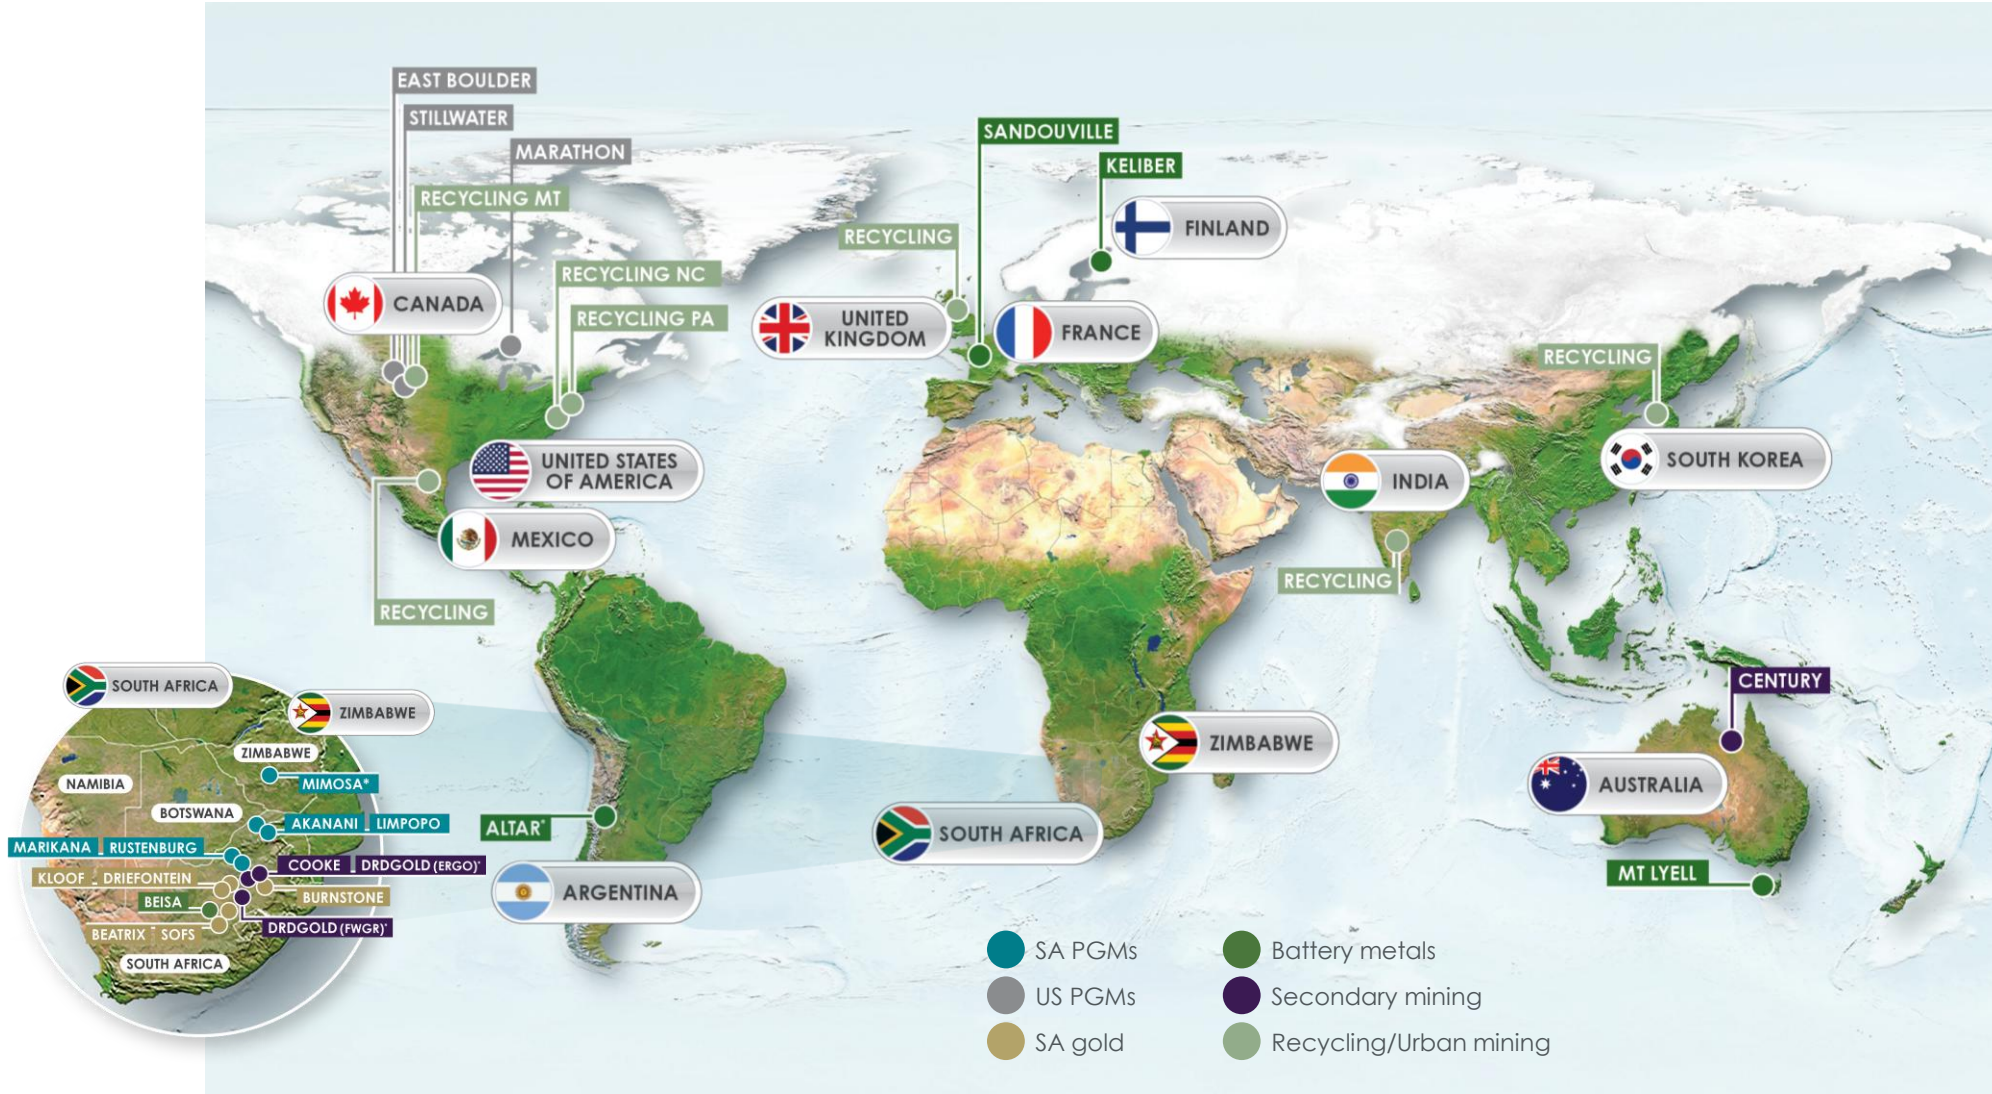 EAST BOULDER
STILLWATER
MARATHON
RECYCLING MT
SANDOUVILLE
KELIBER
FINLAND
RECYCLING
RECYCLING NC
CANADA
RECYCLING PA
UNITED
KINGDOM
FRANCE
RECYCLING
UNITED STATES
OF AMERICA
SOUTH KOREA
INDIA
MEXICO
RECYCLING
RECYCLING
CENTURY
SOUTH AFRICA
ZIMBABWE
ZIMBABWE
MIMOSA*
NAMIBIA
BOTSWANA
AKANANI LIMPOPO
MARIKANA RUSTENBURG
COOKE DRDGOLD (ERGO)*
KLOOF DRIEFONTEIN
BURNSTONE
BEISA
DRDGOLD (FWGR)*
BEATRIX SOFS
SOUTH AFRICA
ZIMBABWE
AUSTRALIA
ALTAR*
SOUTH AFRICA
ARGENTINA
MT LYELL
SA PGMs
US PGMs
SA gold
Battery metals
Secondary mining
Recycling/Urban mining